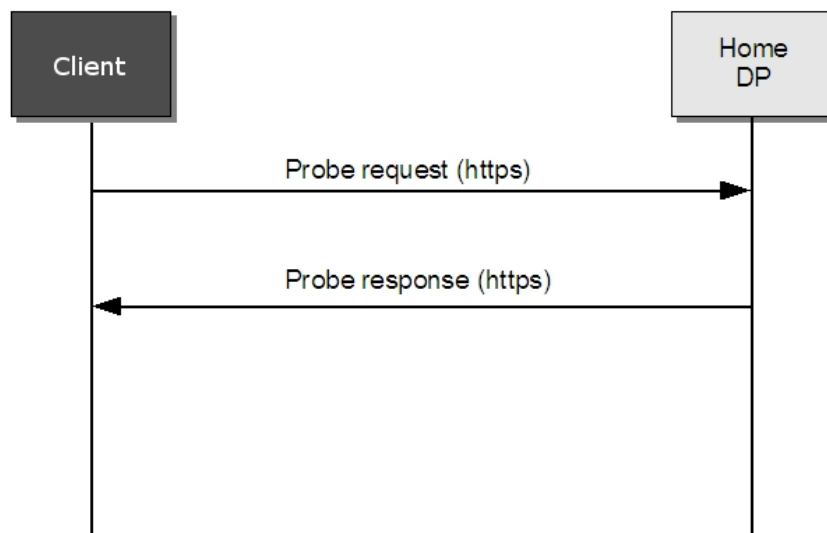 Client
Home
DP
Probe request (https)
Probe response (https)